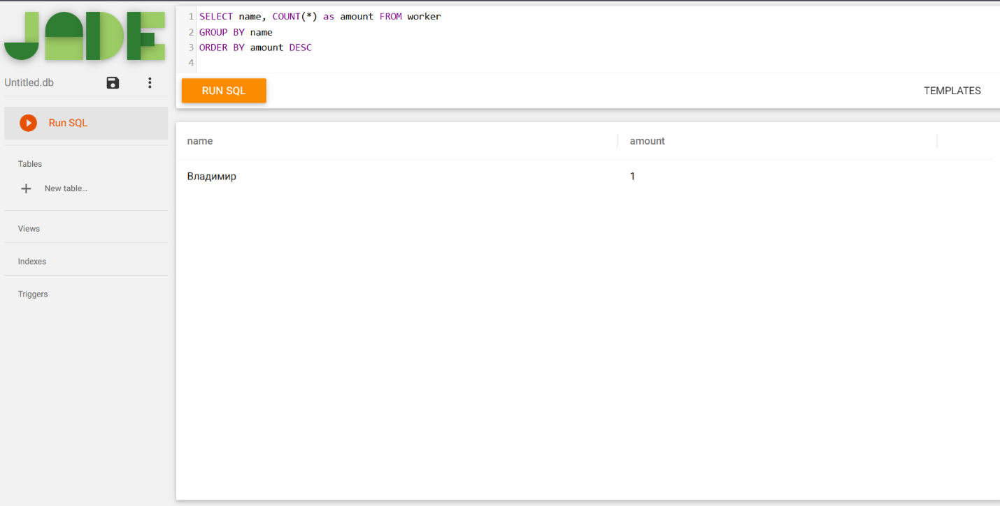 JADE
Untitled.db
Run SQL
Tables
New table...
Views
Indexes
Triggers
1 SELECT name, COUNT(*) as amount FROM worker
2 GROUP BY name
3 ORDER BY amount DESC
4
RUN SQL
TEMPLATES
name amount
Владимир 1